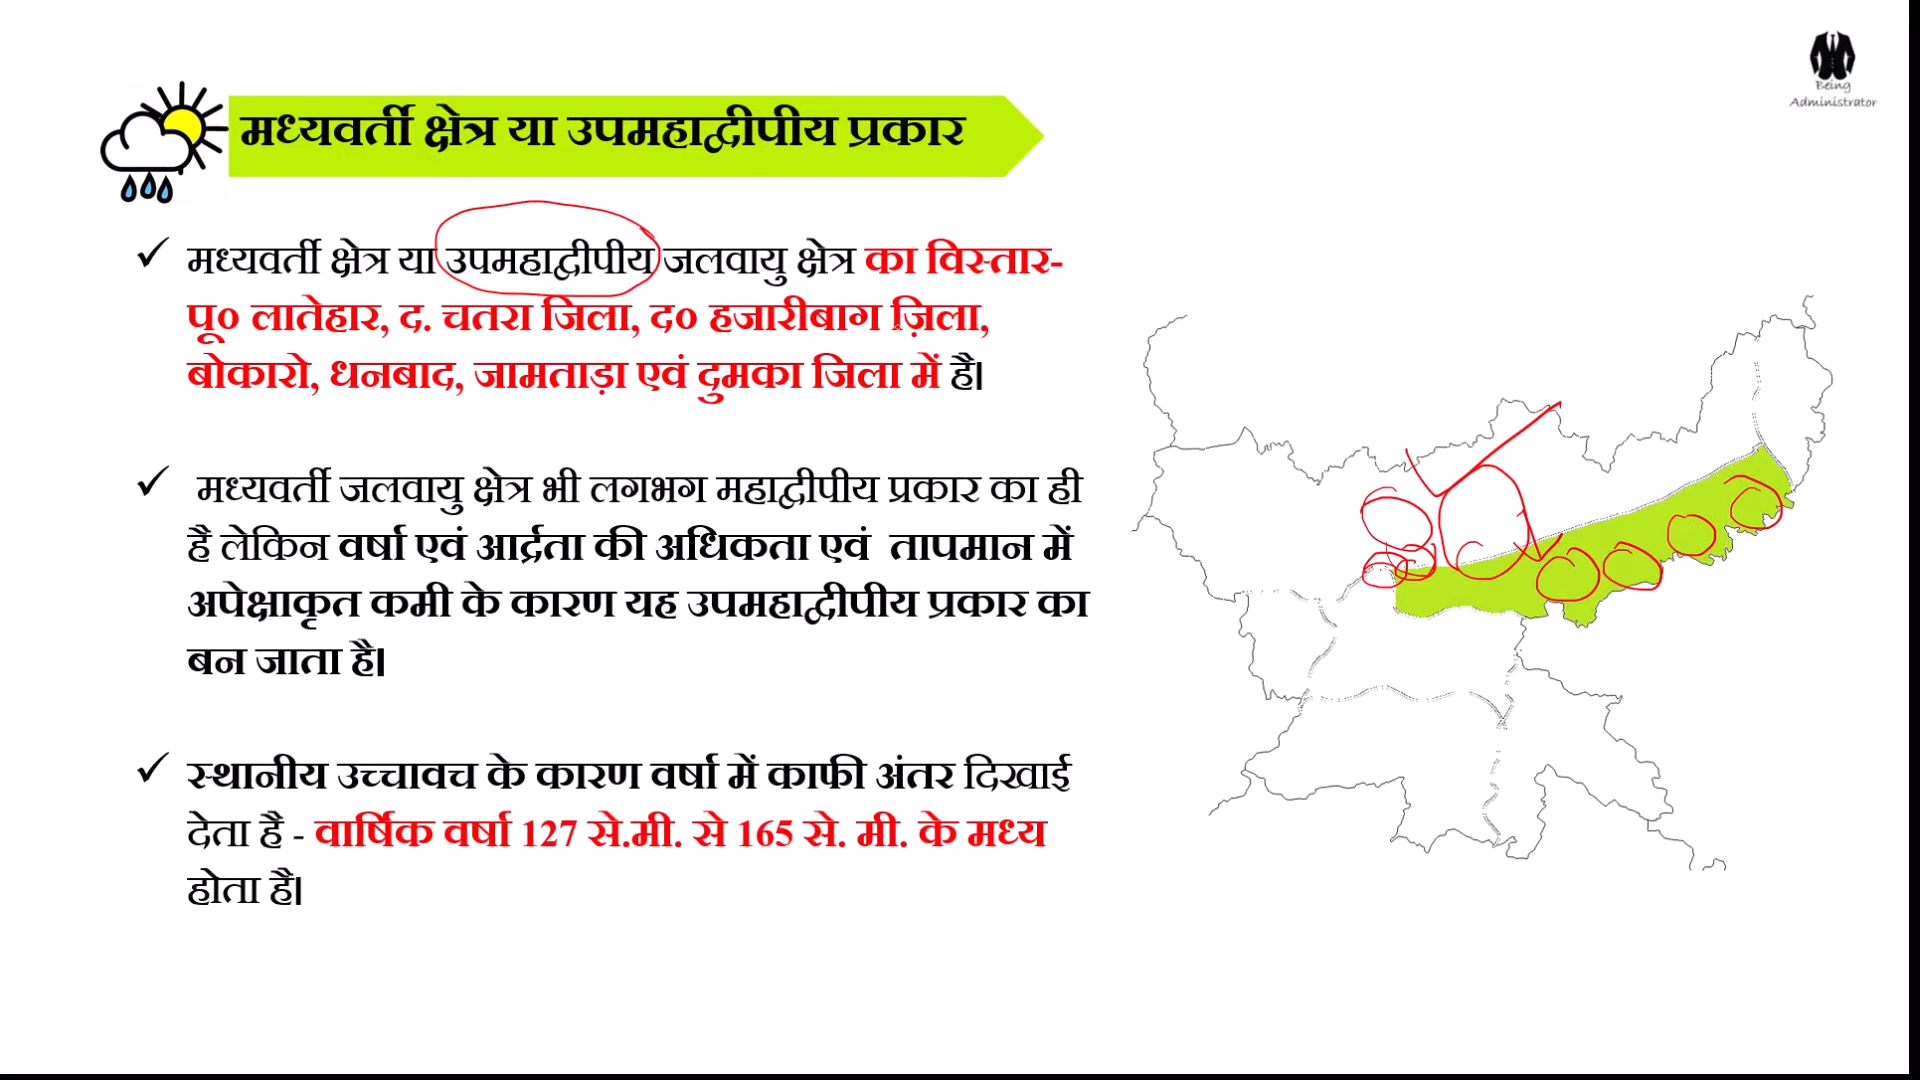 Being
Administrator
मध्यवर्ती क्षेत्र या उपमहाद्वीपीय प्रकार
✓ मध्यवर्ती क्षेत्र या उपमहाद्वीपीय जलवायु क्षेत्र का विस्तार-
पू० लातेहार, द. चतरा जिला, द० हजारीबाग ज़िला,
बोकारो, धनबाद, जामताड़ा एवं दुमका जिला में है।
✓ मध्यवर्ती जलवायु क्षेत्र भी लगभग महाद्वीपीय प्रकार का ही
है लेकिन वर्षा एवं आर्द्रता की अधिकता एवं तापमान में
अपेक्षाकृत कमी के कारण यह उपमहाद्वीपीय प्रकार का
बन जाता है।
✓ स्थानीय उच्चावच के कारण वर्षा में काफी अंतर दिखाई
देता है - वार्षिक वर्षा 127 से.मी. से 165 से. मी. के मध्य
होता है।